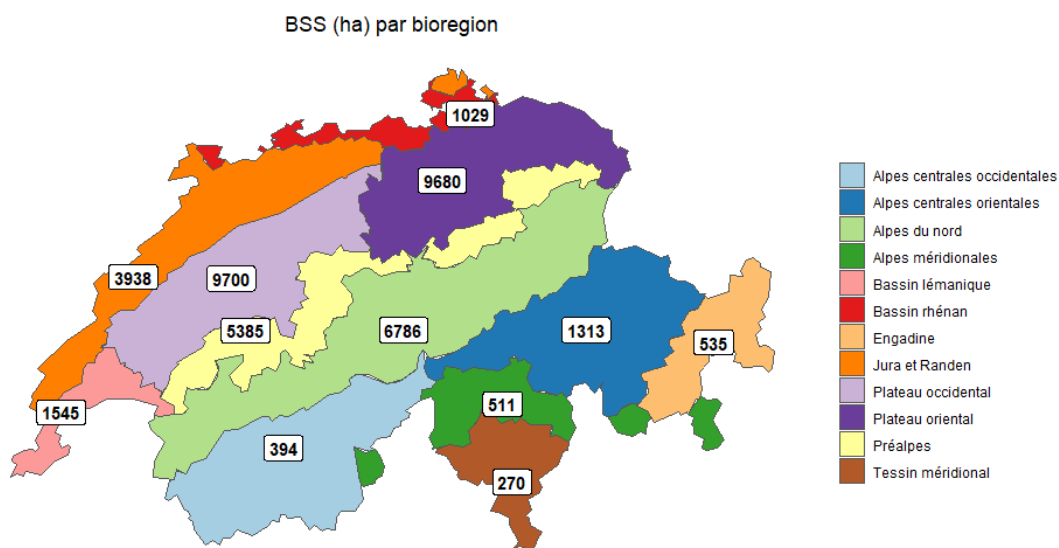 BSS (ha) par bioregion
1029
9680
3938
9700
5385
6786
1313
535
1545
511
394
270
Alpes centrales occidentales
Alpes centrales orientales
Alpes du nord
Alpes méridionales
Bassin lémanique
Bassin rhénan
Engadine
Jura et Randen
Plateau occidental
Plateau oriental
Préalpes
Tessin méridional